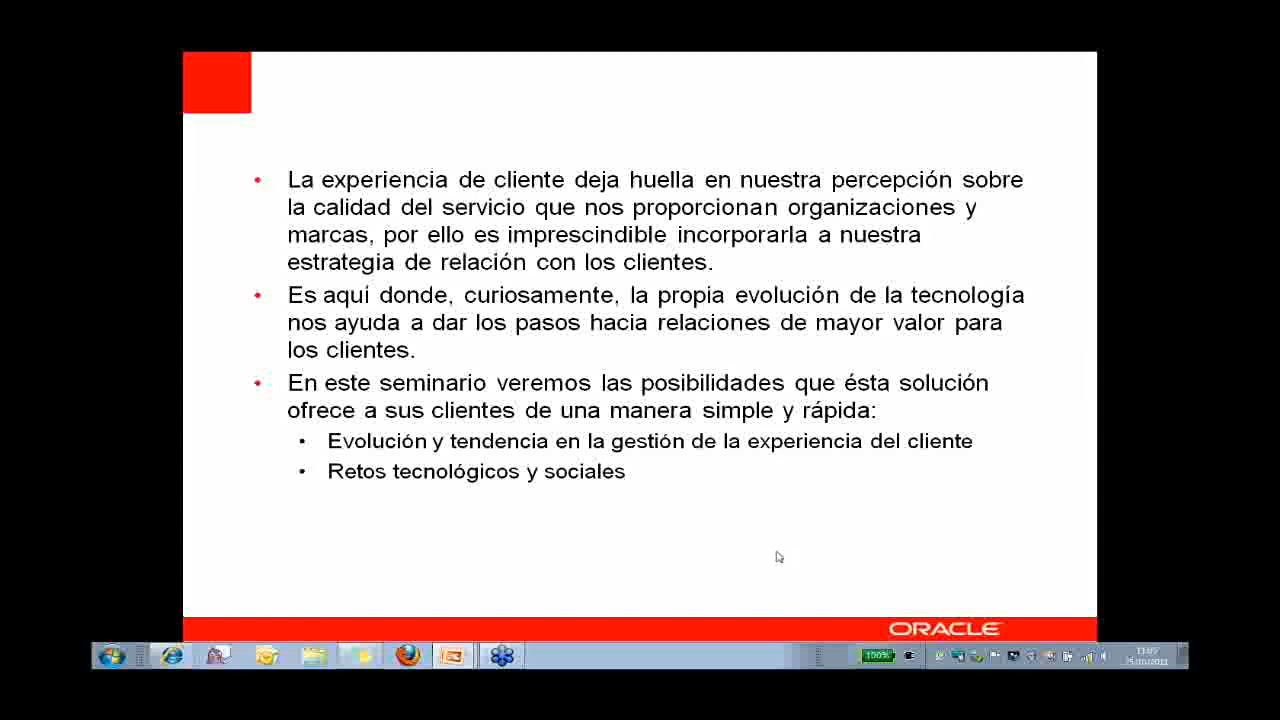 La experiencia de cliente deja huella en nuestra percepción sobre
la calidad del servicio que nos proporcionan organizaciones y
marcas, por ello es imprescindible incorporarla a nuestra
estrategia de relación con los clientes.
Es aquí donde, curiosamente, la propia evolución de la tecnología
nos ayuda a dar los pasos hacia relaciones de mayor valor para
los clientes.
En este seminario veremos las posibilidades que ésta solución
ofrece a sus clientes de una manera simple y rápida:
Evolución y tendencia en la gestión de la experiencia del cliente
Retos tecnológicos y sociales
ORACLE
100%